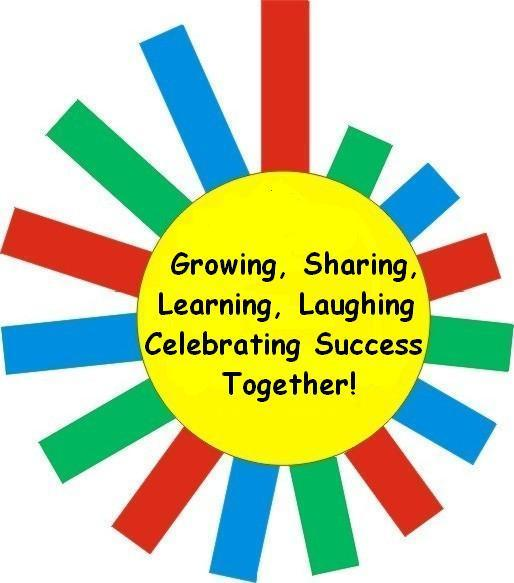 Growing, Sharing,
Learning, Laughing
Celebrating Success
Together!